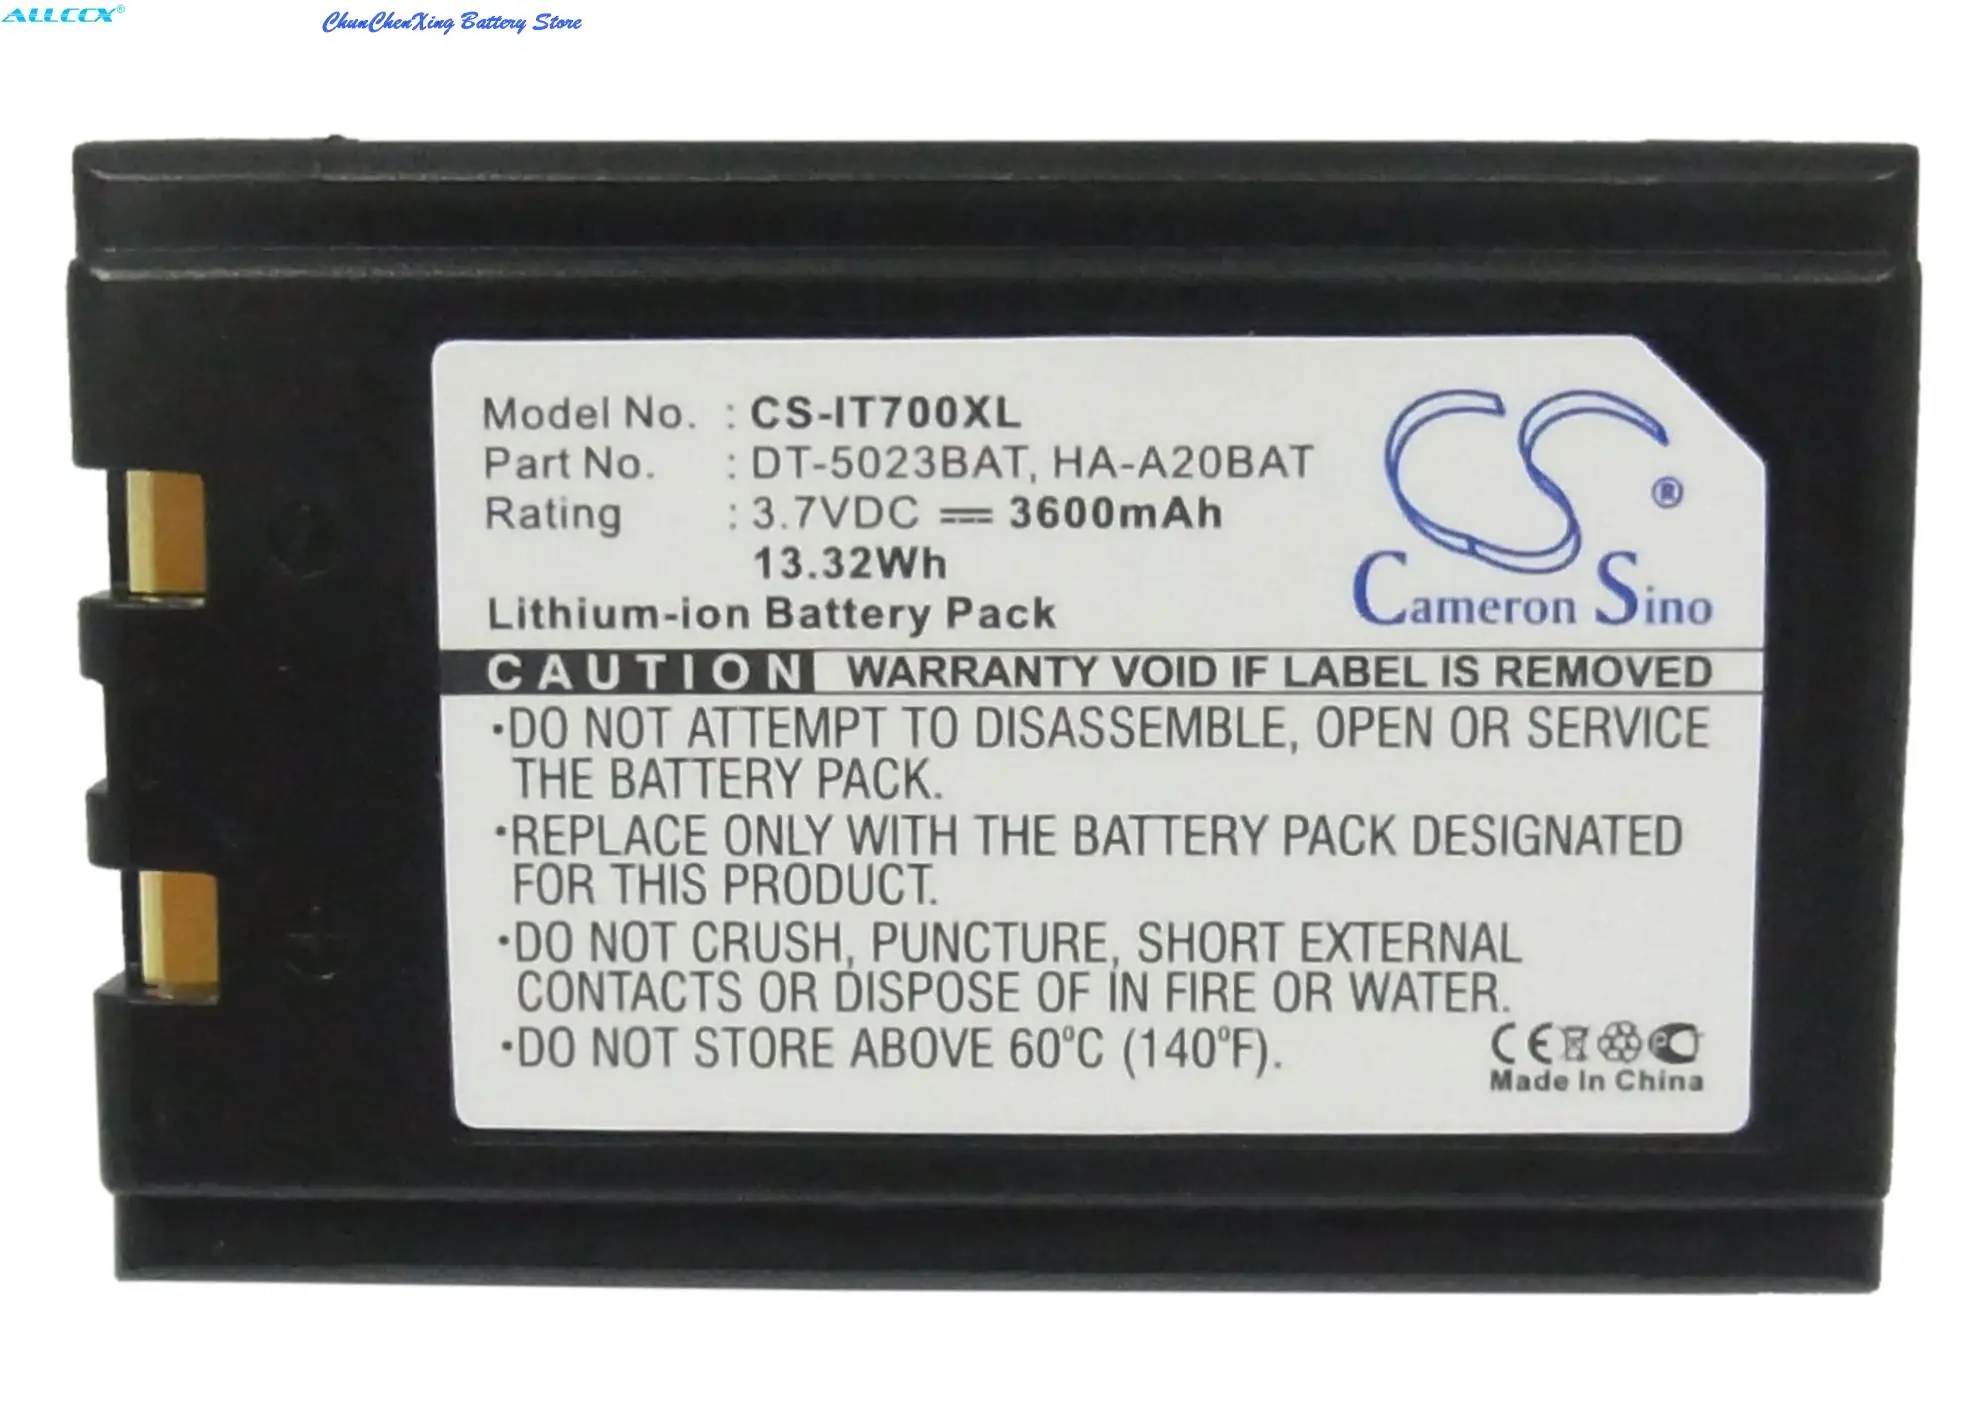 ALLCCX®
ChunChenXing Battery Store
Model No. : CS-IT700XL
Part No. : DT-5023BAT, HA-A20BAT
Rating : 3.7VDC ⎓ 3600mAh
13.32Wh
Lithium-ion Battery Pack
CS®
Cameron Sino
CAUTION WARRANTY VOID IF LABEL IS REMOVED
•DO NOT ATTEMPT TO DISASSEMBLE, OPEN OR SERVICE
THE BATTERY PACK.
•REPLACE ONLY WITH THE BATTERY PACK DESIGNATED
FOR THIS PRODUCT.
•DO NOT CRUSH, PUNCTURE, SHORT EXTERNAL
CONTACTS OR DISPOSE OF IN FIRE OR WATER.
•DO NOT STORE ABOVE 60°C (140°F).
CE
Made In China